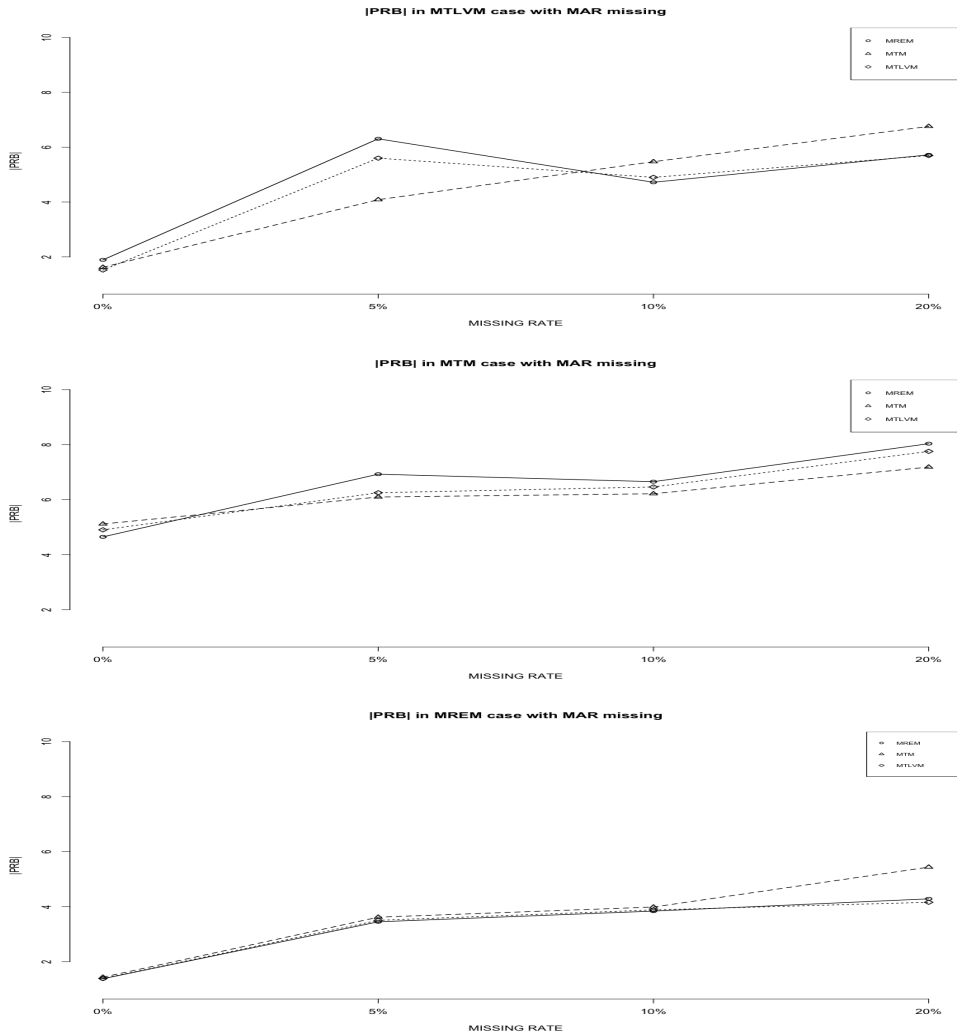 |PRB| in MTLVM case with MAR missing
10
8
6
4
2
|PRB|
MREM
MTM
MTLVM
0% 5% 10% 20%
MISSING RATE
|PRB| in MTM case with MAR missing
10
8
6
4
2
|PRB|
MREM
MTM
MTLVM
0% 5% 10% 20%
MISSING RATE
|PRB| in MREM case with MAR missing
10
8
6
4
2
|PRB|
MREM
MTM
MTLVM
0% 5% 10% 20%
MISSING RATE